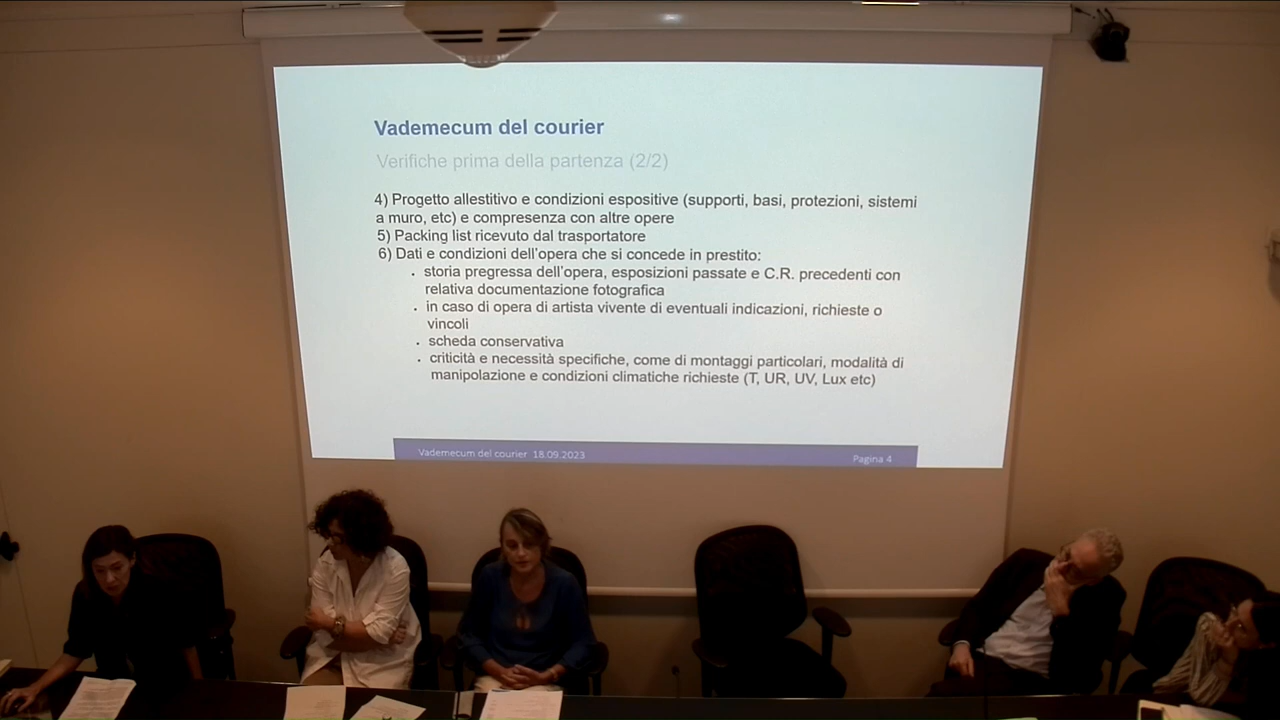 Vademecum del courier
Verifiche prima della partenza (2/2)
4) Progetto allestitivo e condizioni espositive (supporti, basi, protezioni, sistemi
a muro, etc) e compresenza con altre opere
5) Packing list ricevuto dal trasportatore
6) Dati e condizioni dell'opera che si concede in prestito:
. storia pregressa dell'opera, esposizioni passate e C.R. precedenti con
relativa documentazione fotografica
. in caso di opera di artista vivente di eventuali indicazioni, richieste o
vincoli
. scheda conservativa
. criticità e necessità specifiche, come di montaggi particolari, modalità di
manipolazione e condizioni climatiche richieste (T, UR, UV, Lux etc)
Vademecum del courier 18.09.2023 Pagina 4